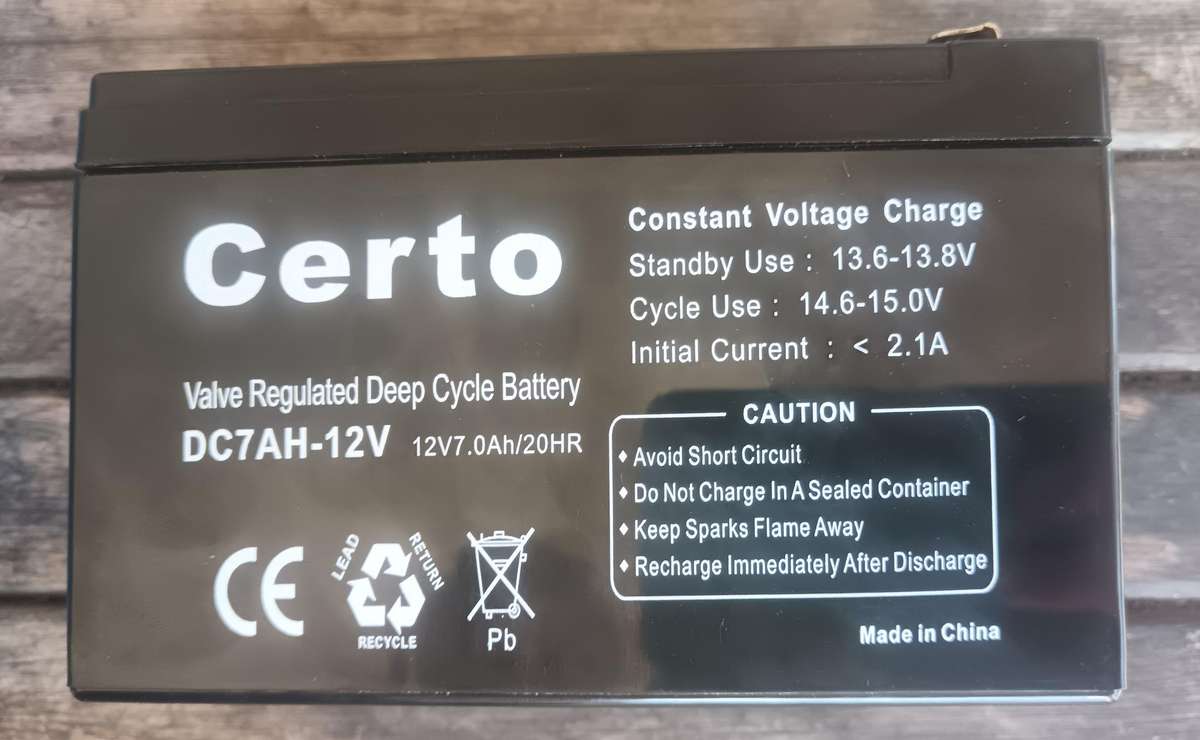 Certo
Valve Regulated Deep Cycle Battery
DC7AH-12V 12V7.0Ah/20HR
Constant Voltage Charge
Standby Use : 13.6-13.8V
Cycle Use : 14.6-15.0V
Initial Current : < 2.1A
CAUTION
♦ Avoid Short Circuit
♦ Do Not Charge In A Sealed Container
♦ Keep Sparks Flame Away
♦ Recharge Immediately After Discharge
CE
LEAD
RETURN
RECYCLE
Pb
Made in China